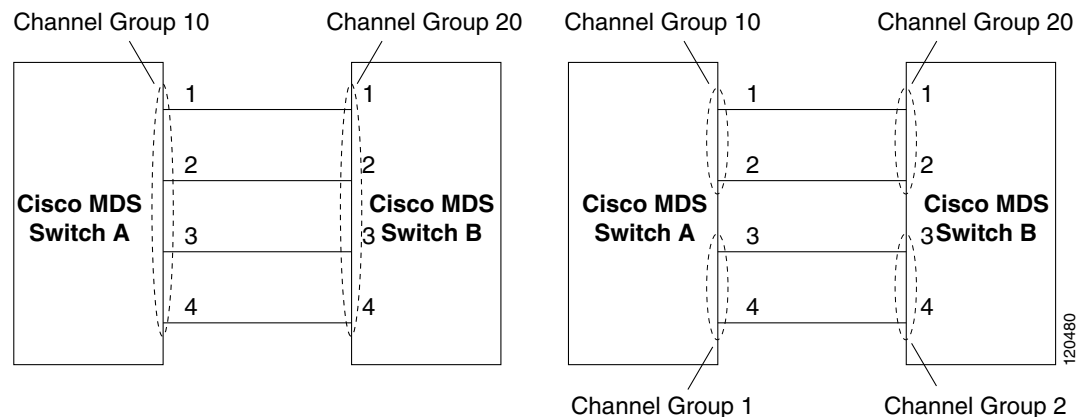 Channel Group 10
Channel Group 20
1
1
2
2
Cisco MDS
Switch A
Cisco MDS
Switch B
3
3
4
4
Channel Group 10
Channel Group 20
1
1
2
2
Cisco MDS
Switch A
Cisco MDS
Switch B
3
3
4
4
Channel Group 1
Channel Group 2
120480